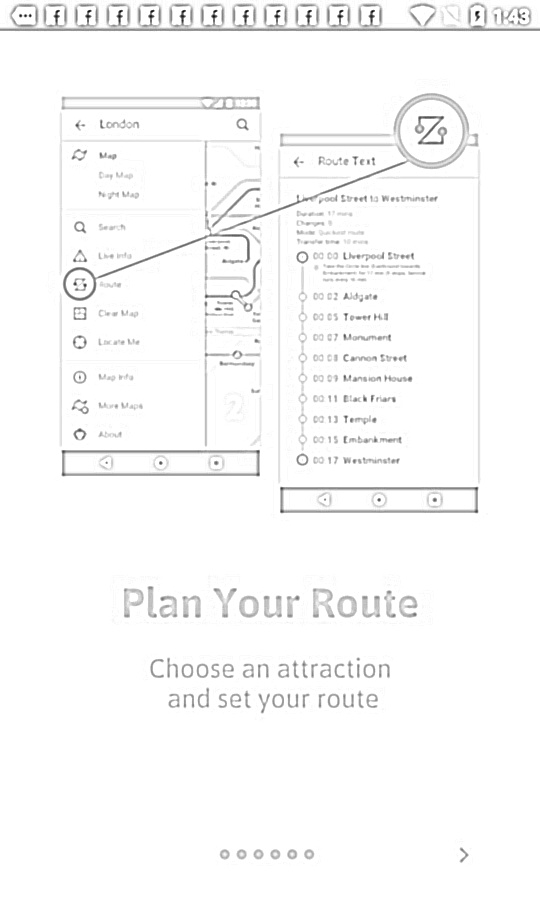 1:43
London
Map
Day Map
Night Map
Search
Live Info
Route
Clear Map
Locate Me
Map Info
More Maps
About
Route Text
Liverpool Street to Westminster
Duration: 17 mins
Changes: 0
Mode: Quickest route
Transfer time: 10 mins
00:00 Liverpool Street
00:02 Aldgate
00:05 Tower Hill
00:07 Monument
00:08 Cannon Street
00:09 Mansion House
00:11 Black Friars
00:13 Temple
00:15 Embankment
00:17 Westminster
Plan Your Route
Choose an attraction
and set your route